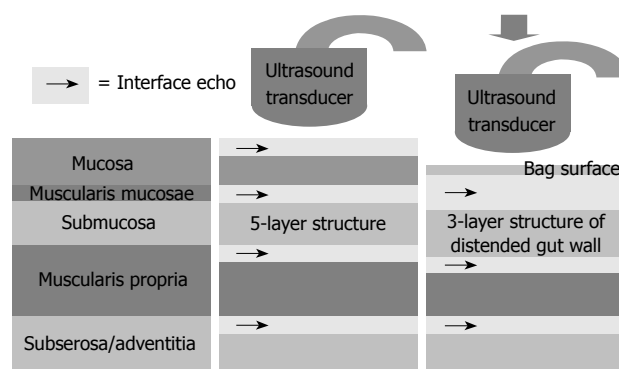 Ultrasound
transducer
= Interface echo
Ultrasound
transducer
Mucosa
Bag surface
Muscularis mucosae
Submucosa
5-layer structure
3-layer structure of
distended gut wall
Muscularis propria
Subserosa/adventitia